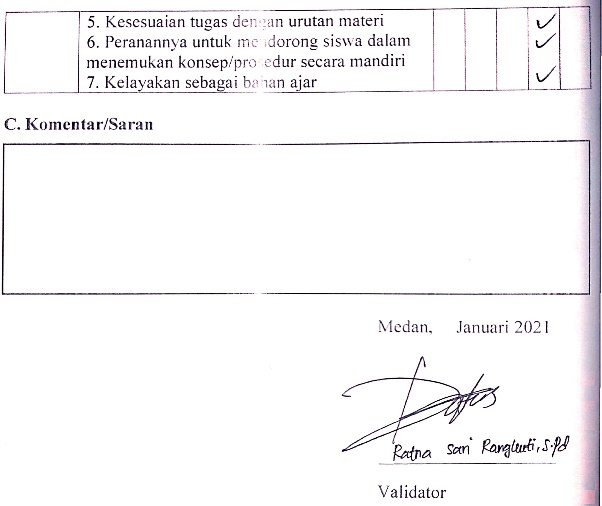 5. Kesesuaian tugas dengan urutan materi
6. Peranannya untuk mendorong siswa dalam
menemukan konsep/prosedur secara mandiri
7. Kelayakan sebagai bahan ajar
C. Komentar/Saran
Medan, Januari 2021
Ratna Sari Rangkuti, S.Pd
Validator